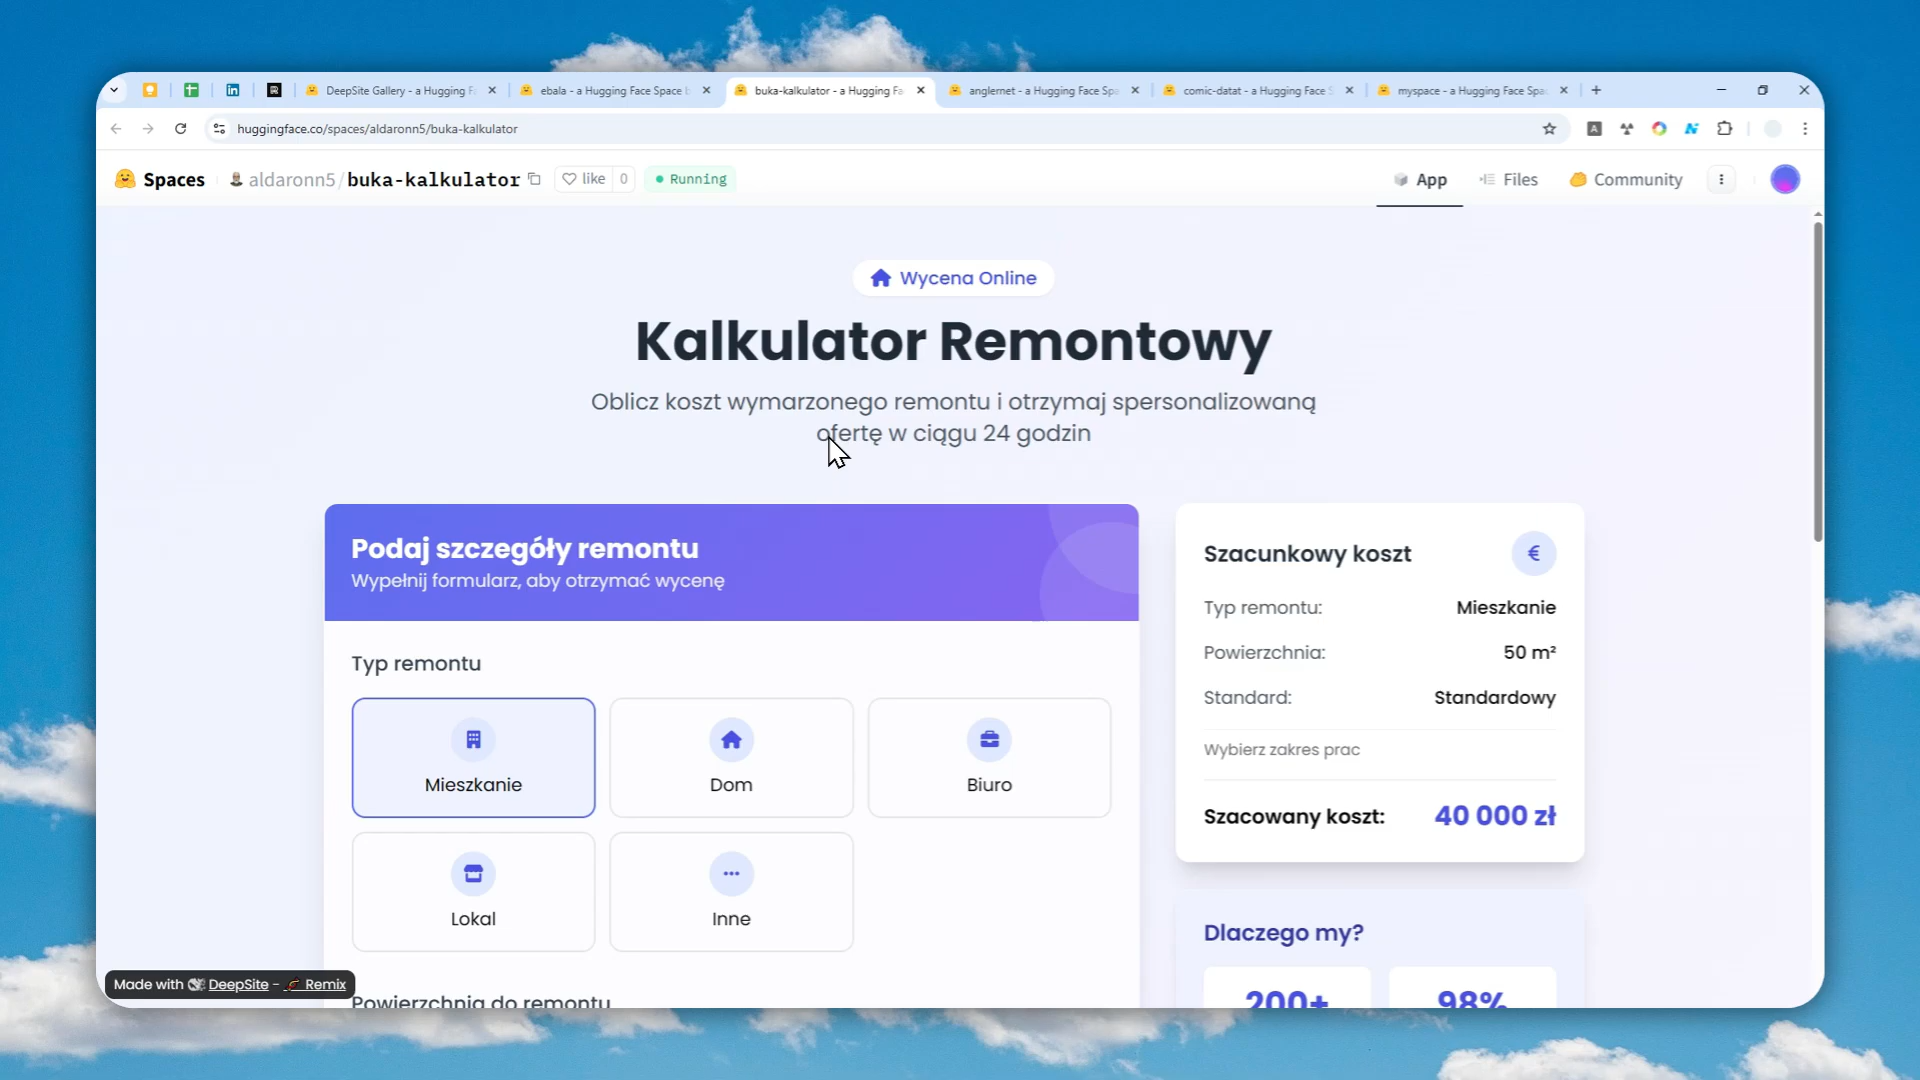 DeepSite Gallery - a Hugging F
ebala - a Hugging Face Space b
buka-kalkulator - a Hugging Fa
anglernet - a Hugging Face Spa
comic-datat - a Hugging Face S
myspace - a Hugging Face Spac
huggingface.co/spaces/aldaronn5/buka-kalkulator
Spaces aldaronn5/buka-kalkulator like 0 Running
App Files Community
Wycena Online
Kalkulator Remontowy
Oblicz koszt wymarzonego remontu i otrzymaj spersonalizowaną
ofertę w ciągu 24 godzin
Podaj szczegóły remontu
Wypełnij formularz, aby otrzymać wycenę
Typ remontu
Mieszkanie
Dom
Biuro
Lokal
Inne
Powierzchnia do remontu
Szacunkowy koszt €
Typ remontu: Mieszkanie
Powierzchnia: 50 m²
Standard: Standardowy
Wybierz zakres prac
Szacowany koszt: 40 000 zł
Dlaczego my?
200+ 98%
Made with DeepSite - Remix